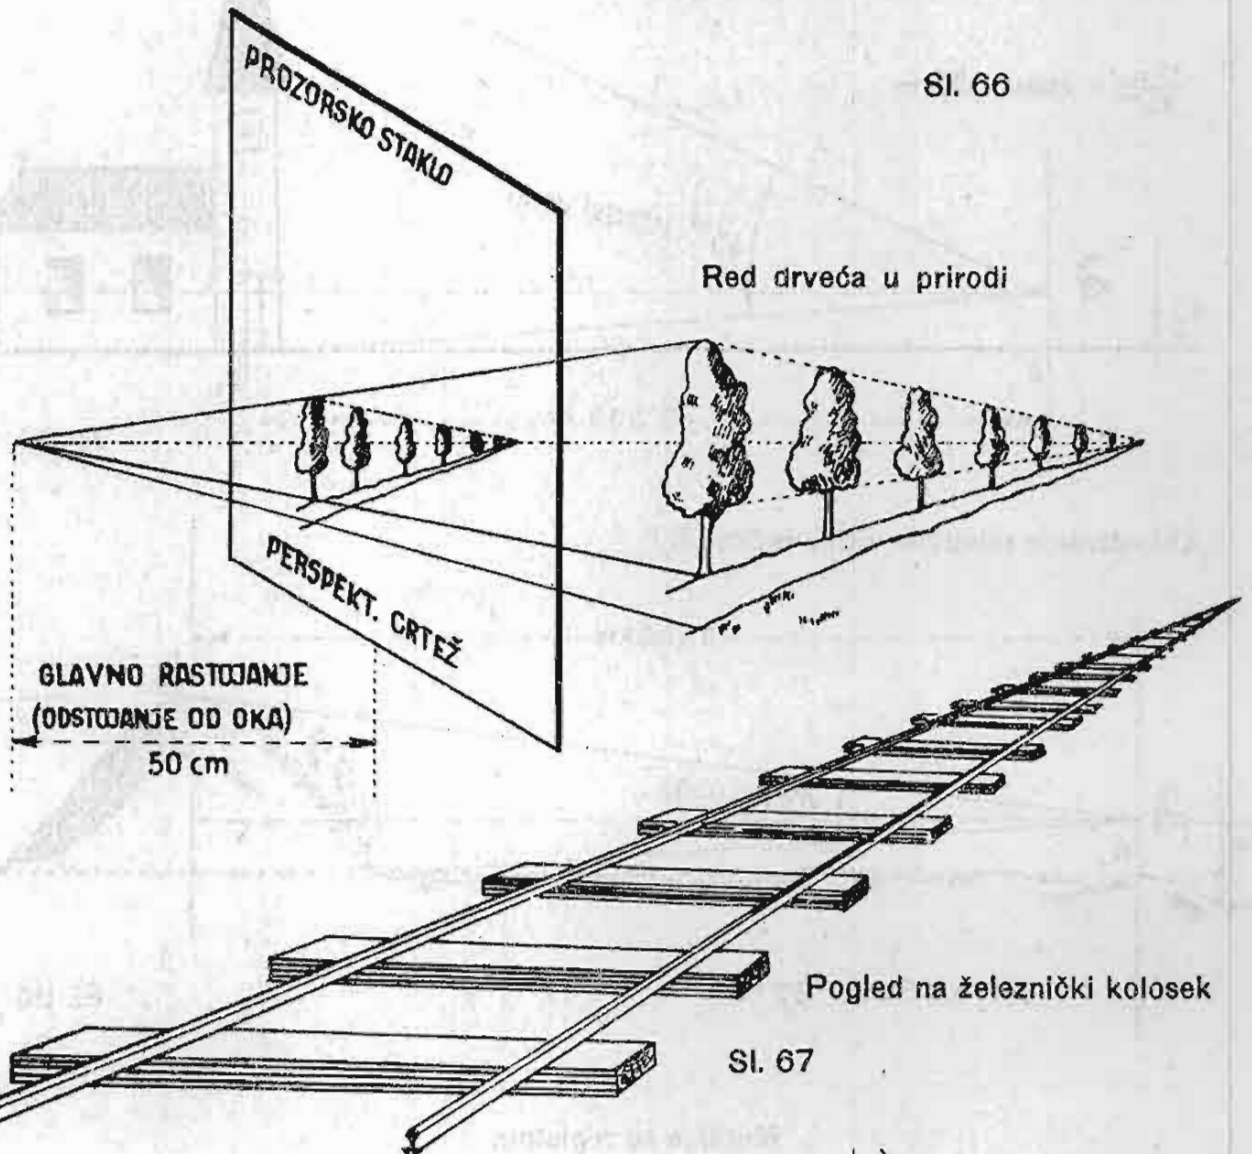 Sl. 66
PROZORSKO STAKLO
Red drveća u prirodi
PERSPEKT. CRTEŽ
GLAVNO RASTOJANJE
(ODSTOJANJE OD OKA)
50 cm
Pogled na železnički kolosek
Sl. 67